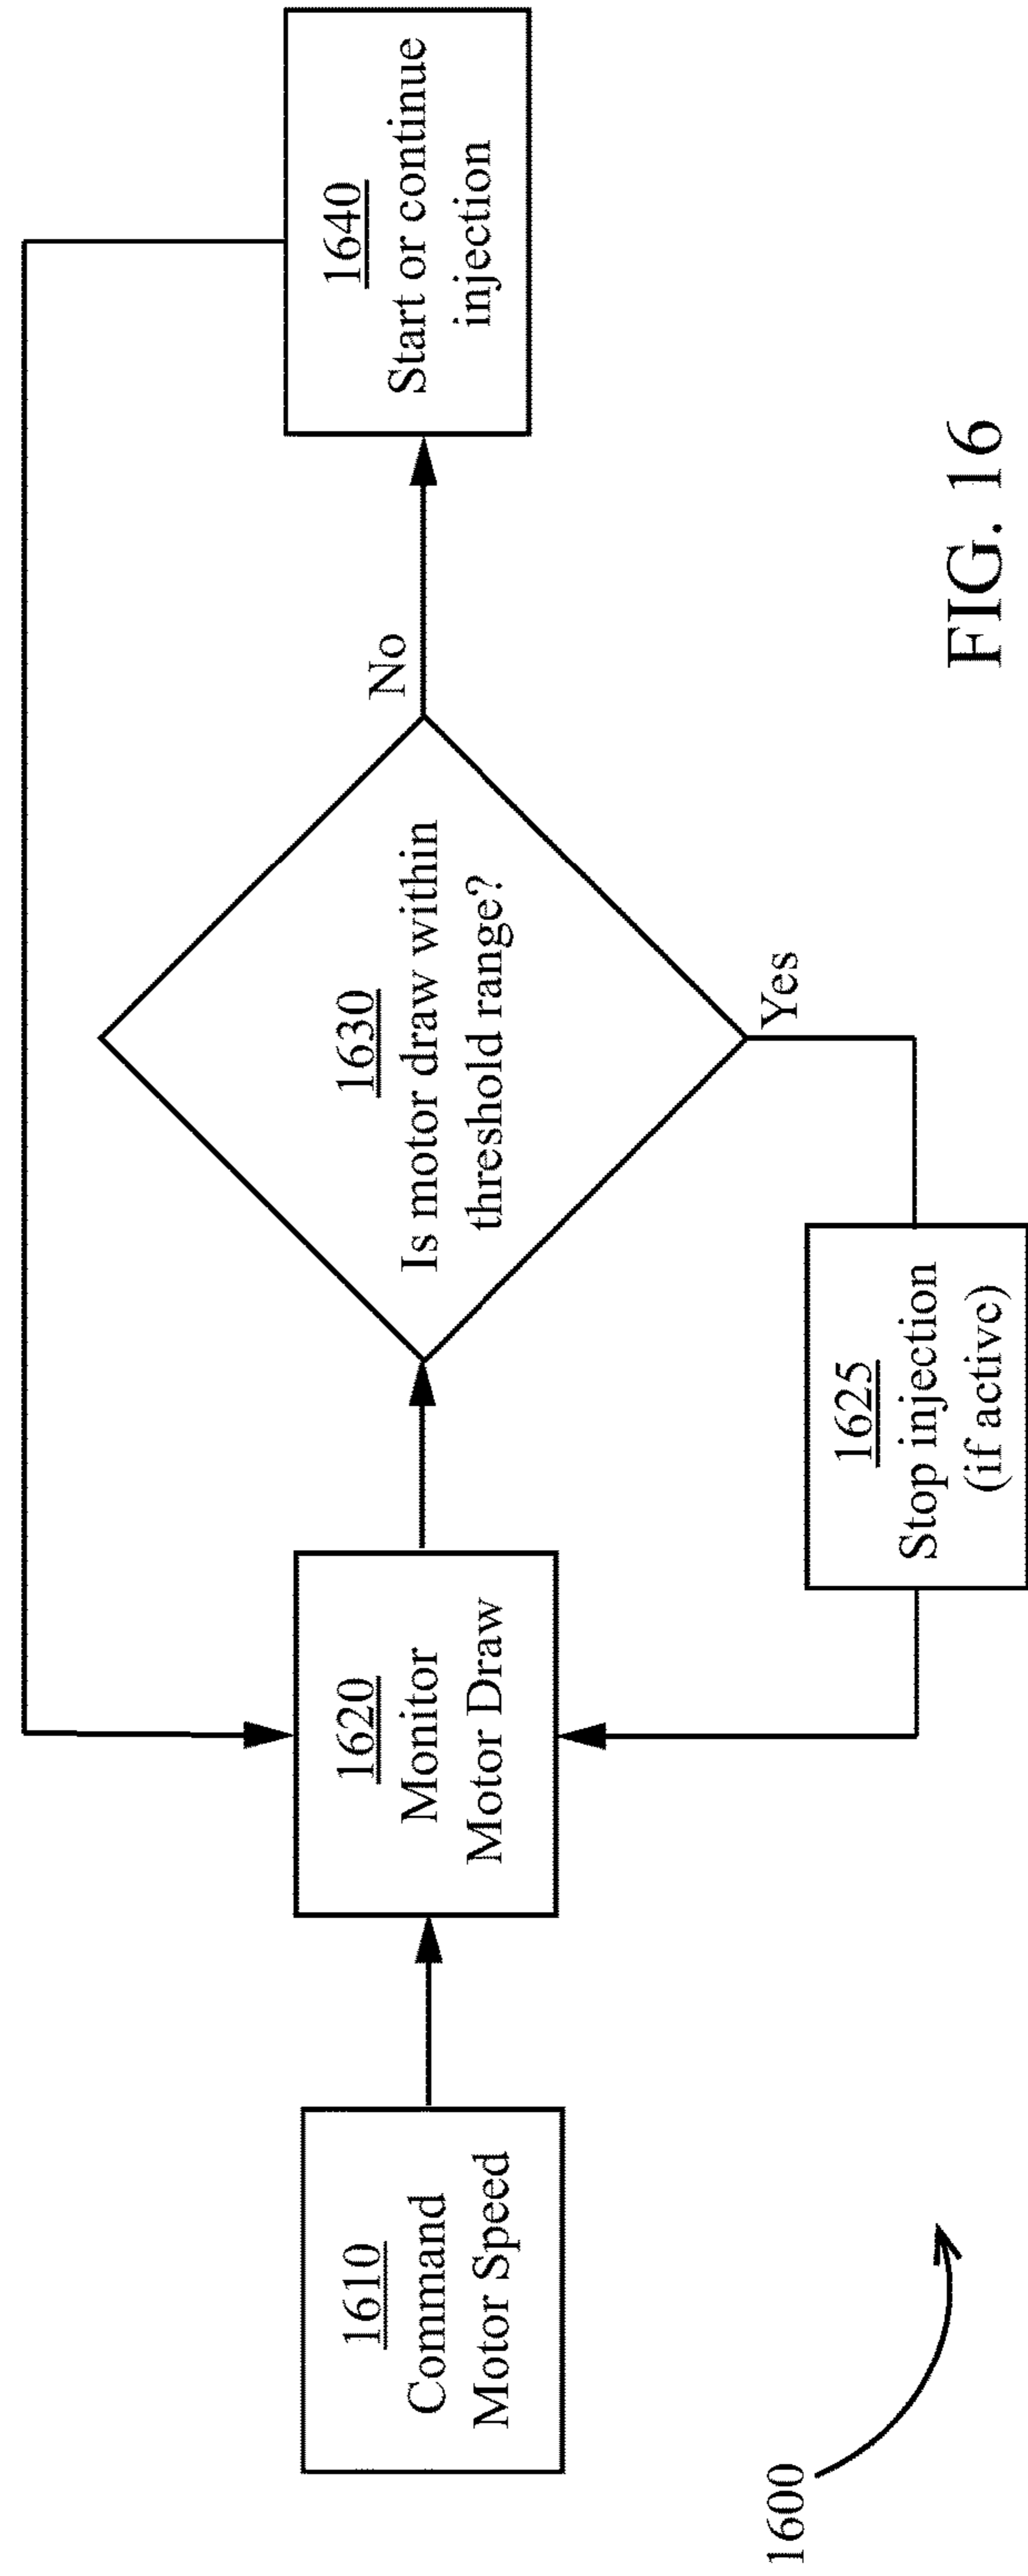 1610
Command
Motor Speed
1620
Monitor
Motor Draw
1630
Is motor draw within
threshold range?
No
1640
Start or continue
injection
Yes
1625
Stop injection
(if active)
1600
FIG. 16